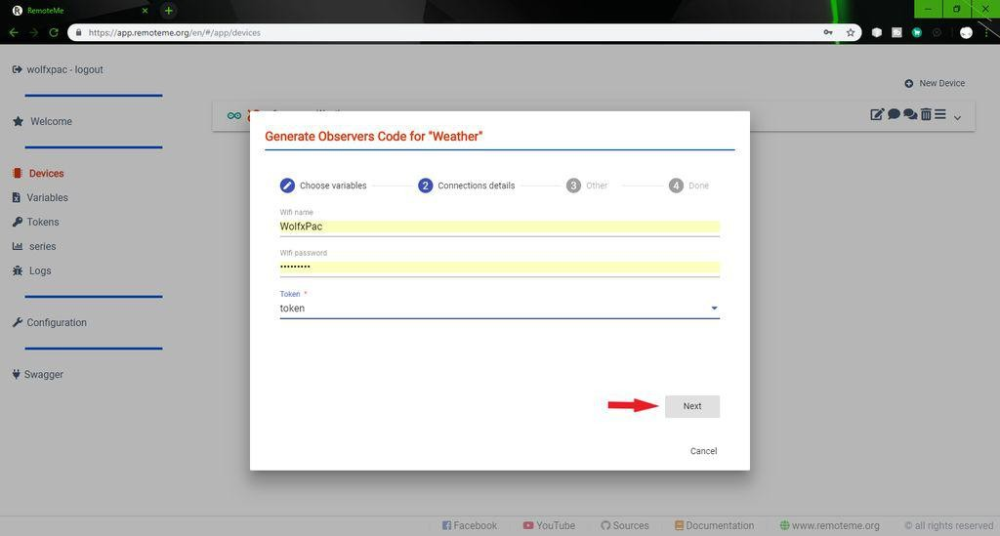 RemoteMe
https://app.remoteme.org/en/#/app/devices
wolfxpac - logout
New Device
Welcome
Devices
Variables
Tokens
series
Logs
Configuration
Swagger
Generate Observers Code for "Weather"
Choose variables
2 Connections details
3 Other
4 Done
Wifi name
WolfxPac
Wifi password
•••••••••
Token *
token
Next
Cancel
Facebook YouTube Sources Documentation www.remoteme.org © all rights reserved